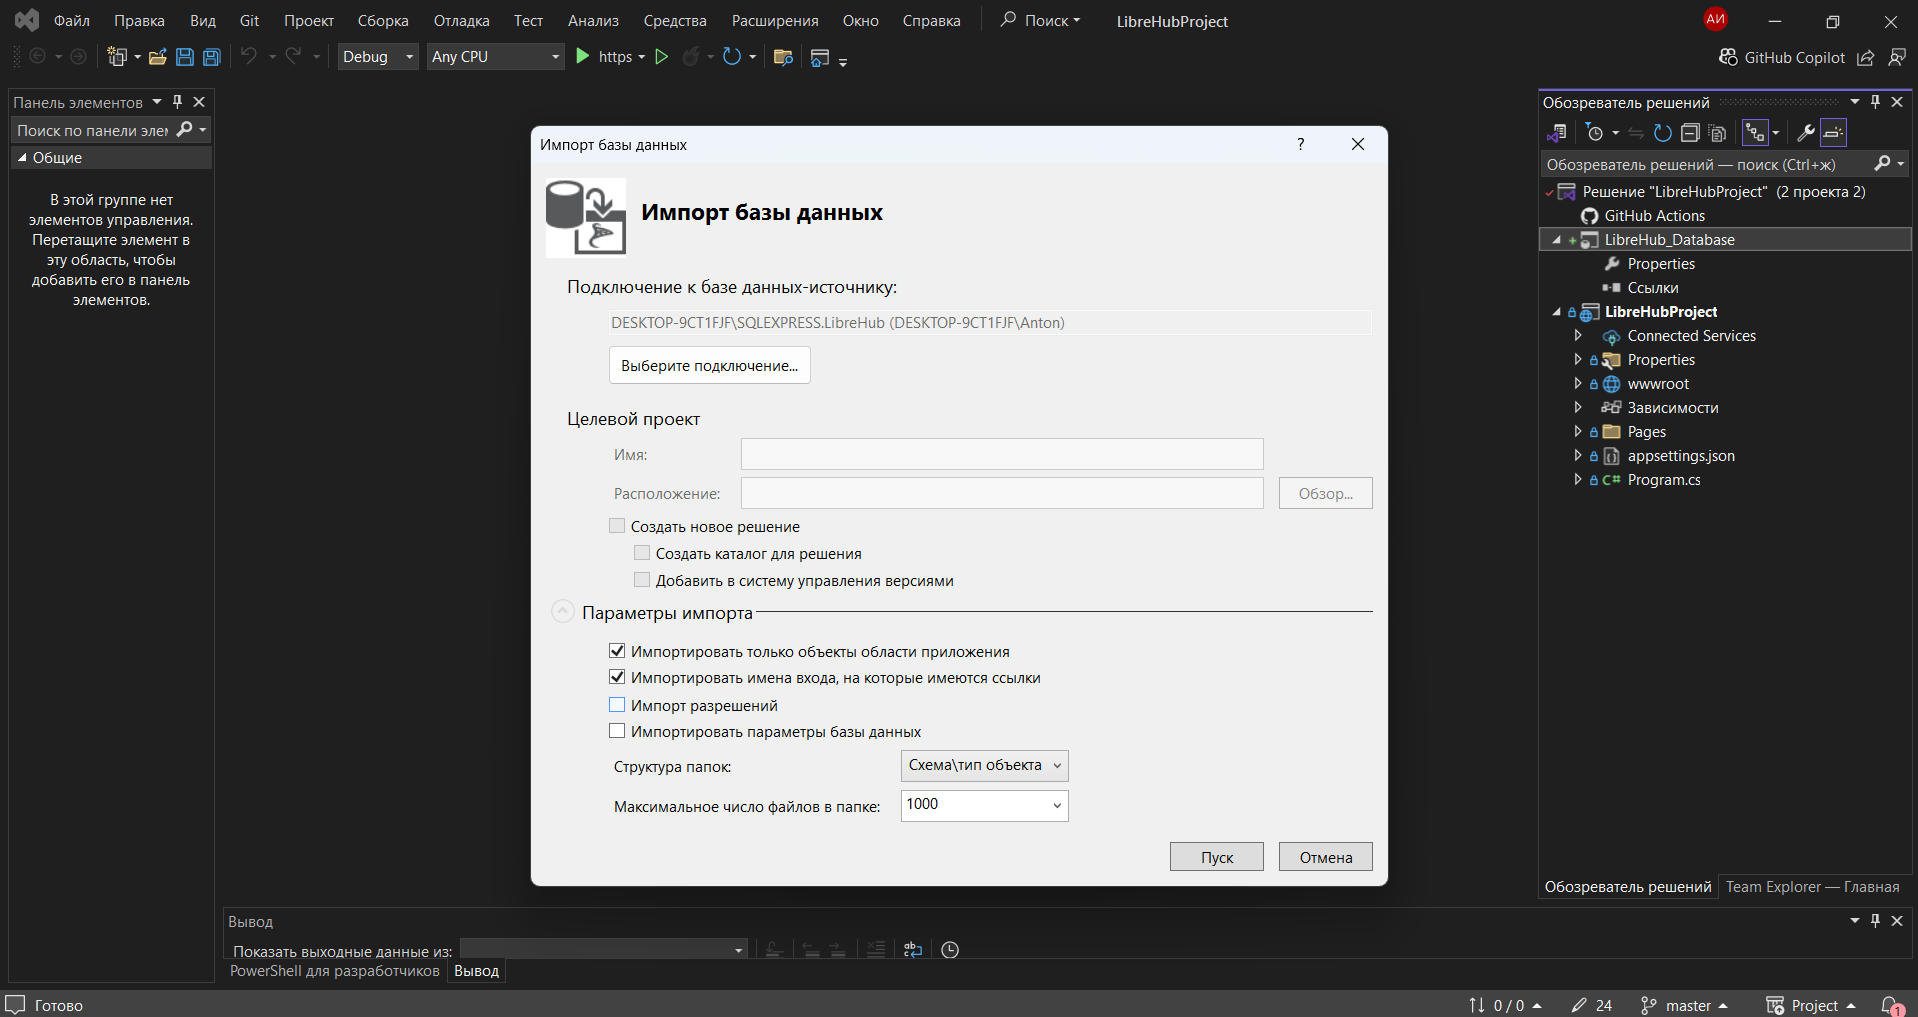 Файл Правка Вид Git Проект Сборка Отладка Тест Анализ Средства Расширения Окно Справка Поиск LibreHubProject АИ
Debug Any CPU https GitHub Copilot
Панель элементов
Поиск по панели элем
Общие
В этой группе нет
элементов управления.
Перетащите элемент в
эту область, чтобы
добавить его в панель
элементов.
Импорт базы данных ?
Импорт базы данных
Подключение к базе данных-источнику:
DESKTOP-9CT1FJF\SQLEXPRESS.LibreHub (DESKTOP-9CT1FJF\Anton)
Выберите подключение...
Целевой проект
Имя:
Расположение: Обзор...
Создать новое решение
Создать каталог для решения
Добавить в систему управления версиями
Параметры импорта
Импортировать только объекты области приложения
Импортировать имена входа, на которые имеются ссылки
Импорт разрешений
Импортировать параметры базы данных
Структура папок: Схема\тип объекта
Максимальное число файлов в папке: 1000
Пуск Отмена
Обозреватель решений
Обозреватель решений — поиск (Ctrl+ж)
Решение "LibreHubProject" (2 проекта 2)
GitHub Actions
LibreHub_Database
Properties
Ссылки
LibreHubProject
Connected Services
Properties
wwwroot
Зависимости
Pages
appsettings.json
C# Program.cs
Обозреватель решений Team Explorer — Главная
Вывод
Показать выходные данные из:
PowerShell для разработчиков Вывод
Готово 0 / 0 24 master Project 1